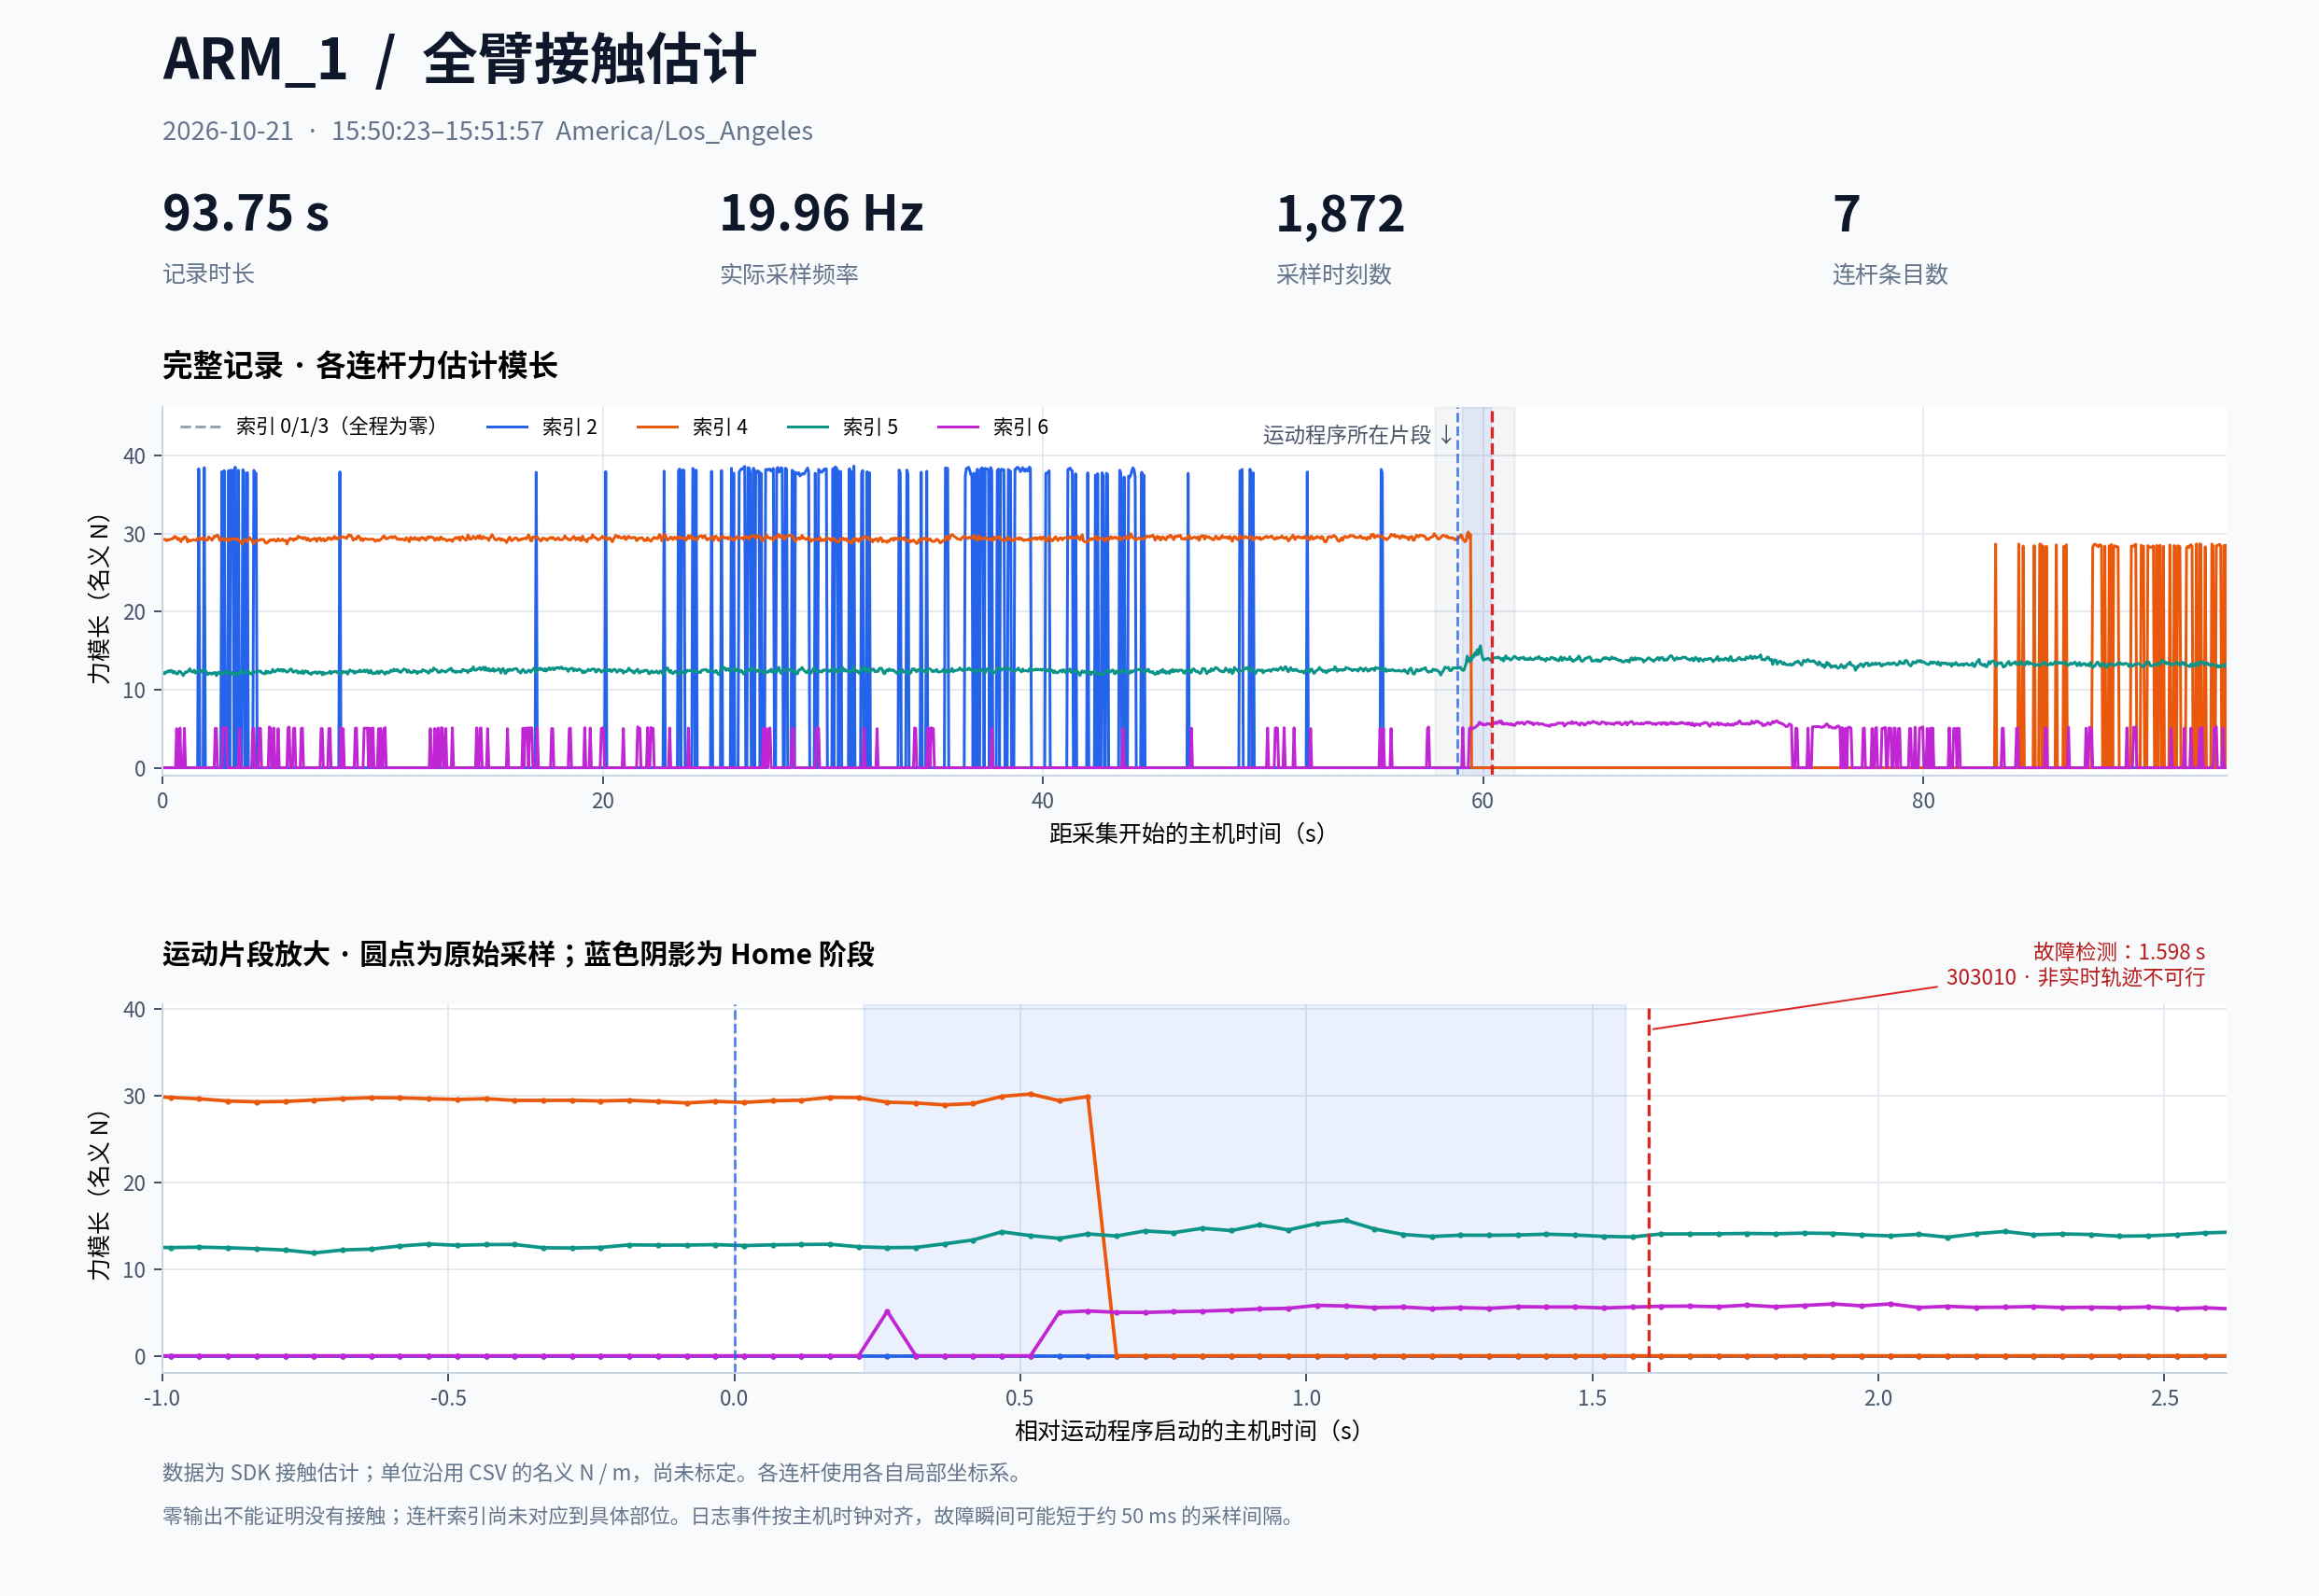 ARM_1 / 全臂接触估计
2026-10-21 · 15:50:23–15:51:57 America/Los_Angeles
93.75 s
记录时长
19.96 Hz
实际采样频率
1,872
采样时刻数
7
连杆条目数
完整记录 · 各连杆力估计模长
索引 0/1/3（全程为零）
索引 2
索引 4
索引 5
索引 6
运动程序所在片段 ↓
力模长（名义 N）
40
30
20
10
0
0
20
40
60
80
距采集开始的主机时间（s）
运动片段放大 · 圆点为原始采样；蓝色阴影为 Home 阶段
故障检测：1.598 s
303010 · 非实时轨迹不可行
力模长（名义 N）
40
30
20
10
0
-1.0
-0.5
0.0
0.5
1.0
1.5
2.0
2.5
相对运动程序启动的主机时间（s）
数据为 SDK 接触估计；单位沿用 CSV 的名义 N / m，尚未标定。各连杆使用各自局部坐标系。
零输出不能证明没有接触；连杆索引尚未对应到具体部位。日志事件按主机时钟对齐，故障瞬间可能短于约 50 ms 的采样间隔。